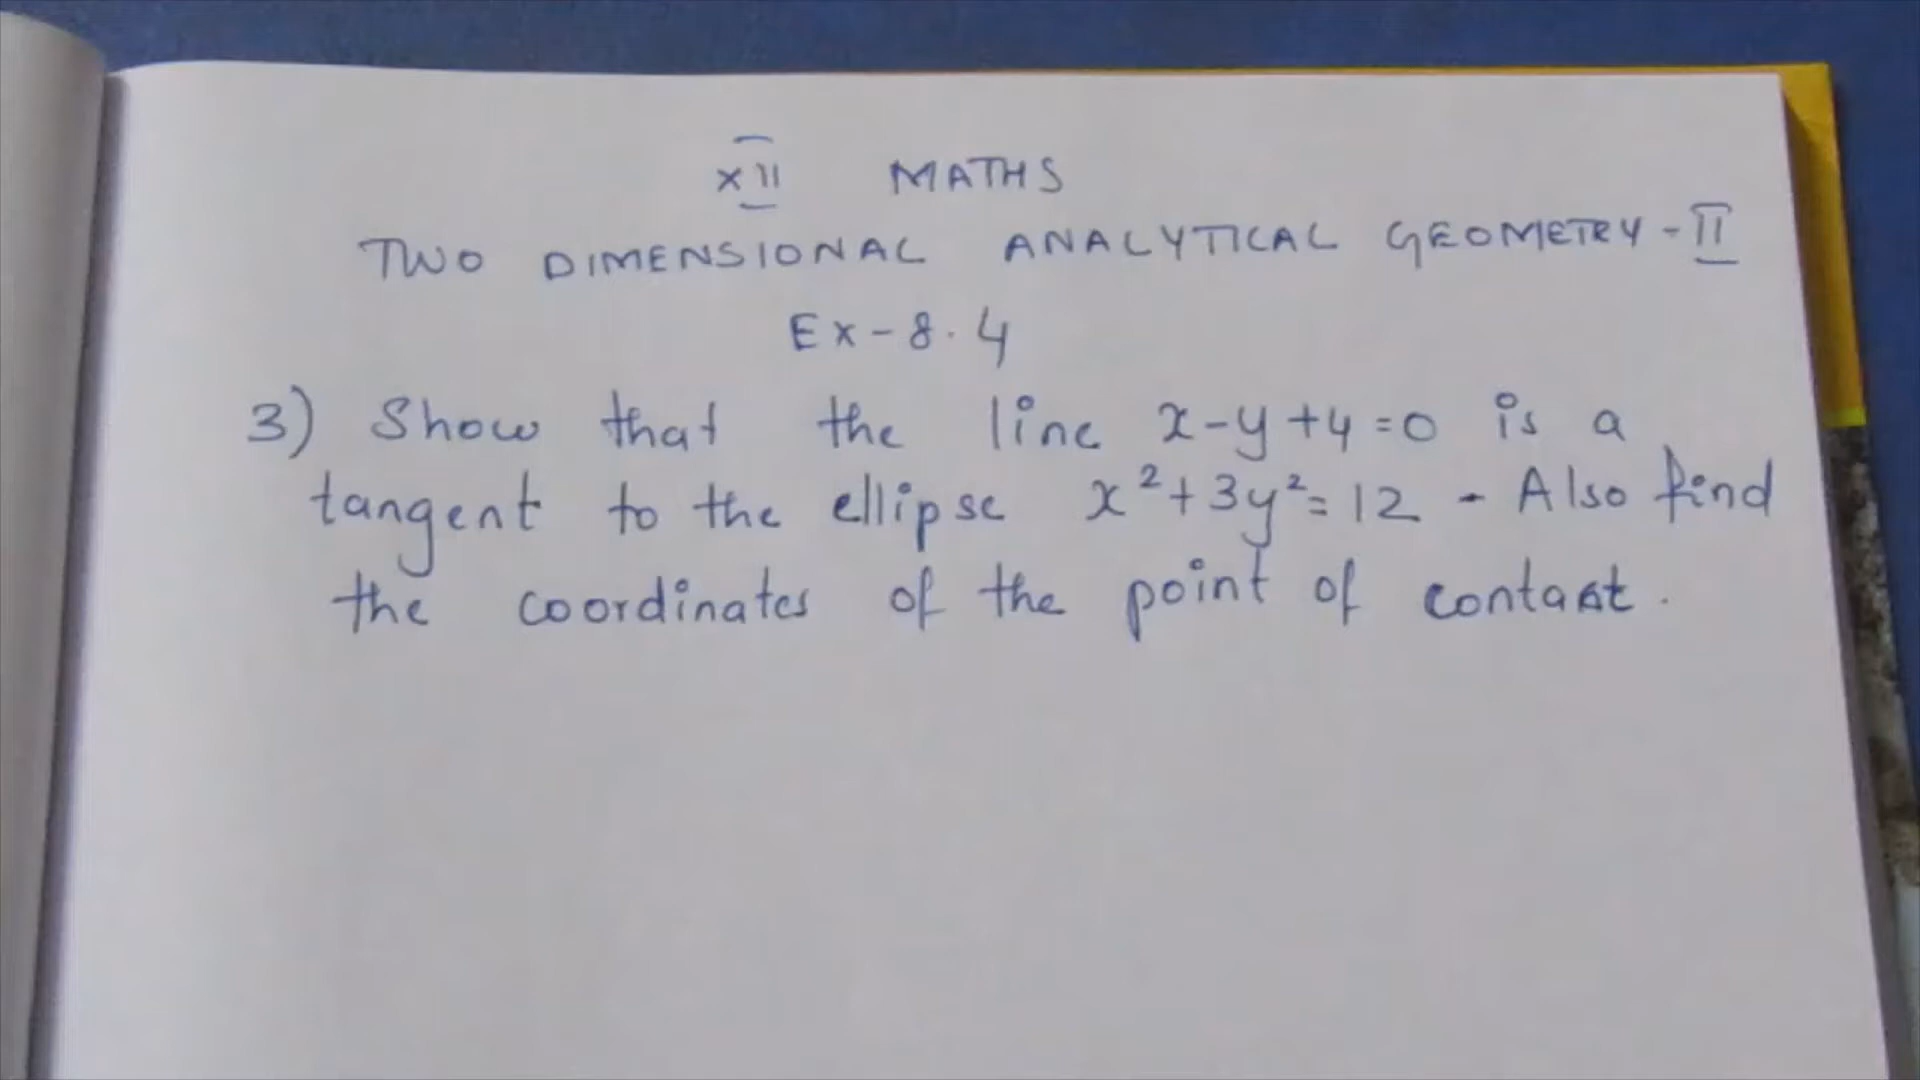 XII MATHS
TWO DIMENSIONAL ANALYTICAL GEOMETRY - II
Ex - 8.4
3) Show that the line x-y+4=0 is a
tangent to the ellipse x²+3y²=12 - Also find
the coordinates of the point of contact.